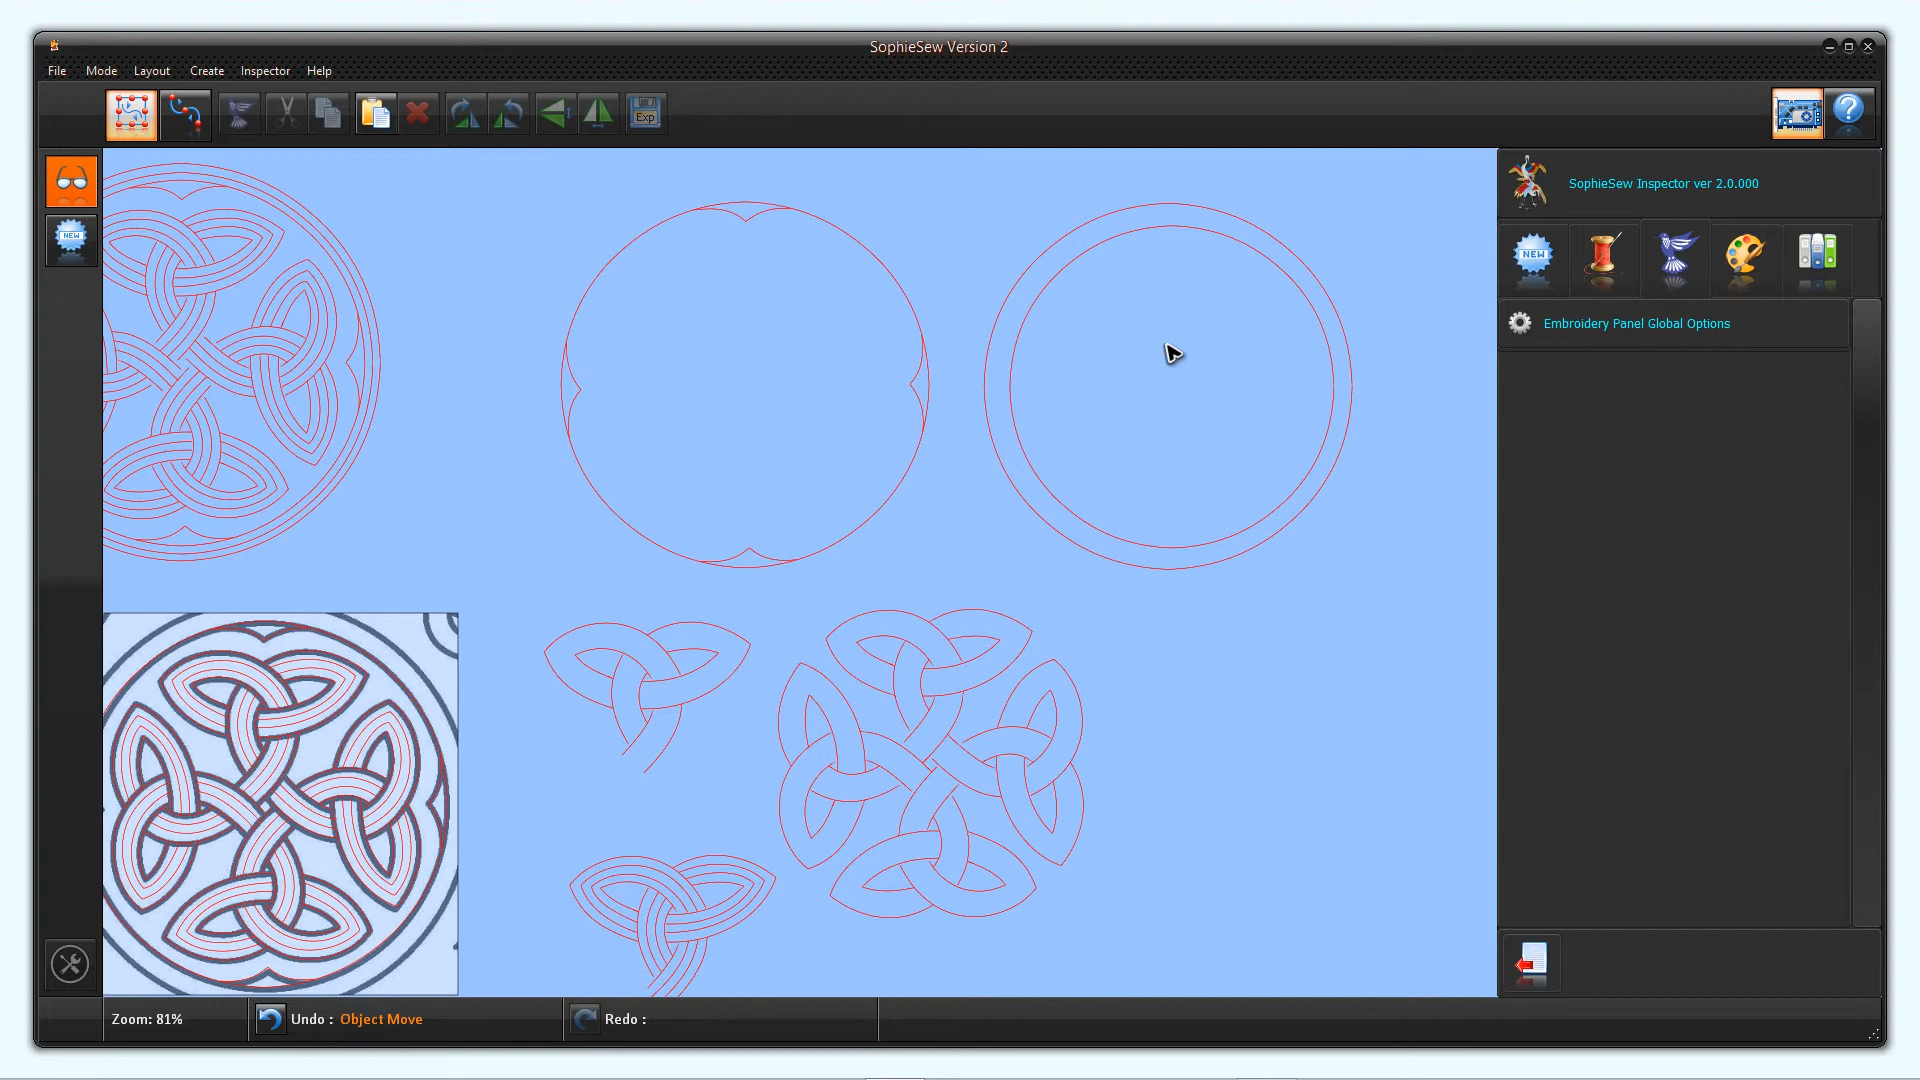 SophieSew Version 2
File Mode Layout Create Inspector Help
Exp
SophieSew Inspector ver 2.0.000
NEW
NEW
Embroidery Panel Global Options
Zoom: 81% Undo : Object Move Redo :